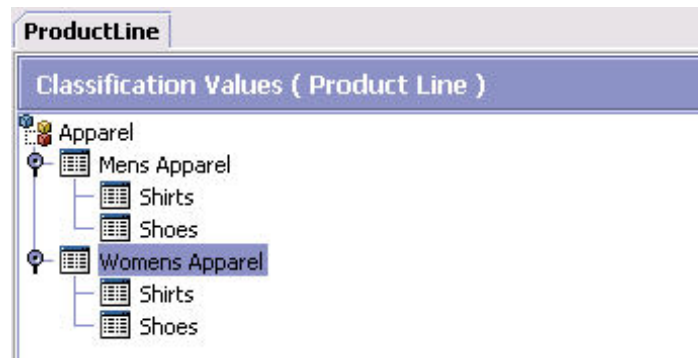 ProductLine
Classification Values ( Product Line )
Apparel
Mens Apparel
Shirts
Shoes
Womens Apparel
Shirts
Shoes